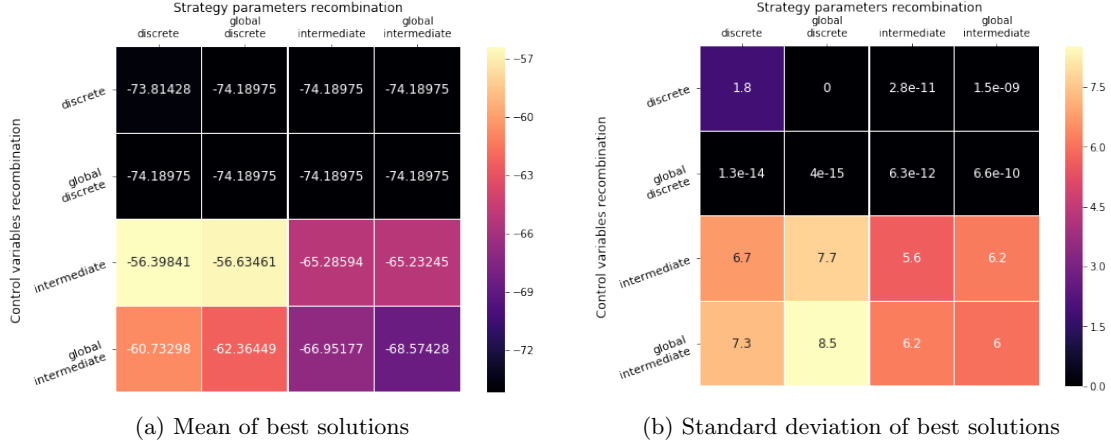 Strategy parameters recombination
discrete
global
discrete
intermediate
global
intermediate
Control variables recombination
discrete
-73.81428 -74.18975 -74.18975 -74.18975
global
discrete
-74.18975 -74.18975 -74.18975 -74.18975
intermediate
-56.39841 -56.63461 -65.28594 -65.23245
global
intermediate
-60.73298 -62.36449 -66.95177 -68.57428
−57
−60
−63
−66
−69
−72
(a) Mean of best solutions
Strategy parameters recombination
discrete
global
discrete
intermediate
global
intermediate
Control variables recombination
discrete
1.8 0 2.8e-11 1.5e-09
global
discrete
1.3e-14 4e-15 6.3e-12 6.6e-10
intermediate
6.7 7.7 5.6 6.2
global
intermediate
7.3 8.5 6.2 6
7.5
6.0
4.5
3.0
1.5
0.0
(b) Standard deviation of best solutions